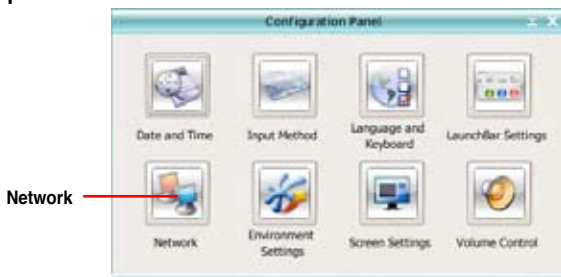 Configuration Panel
Date and Time
Input Method
Language and
Keyboard
LaunchBar Settings
Network
Network
Environment
Settings
Screen Settings
Volume Control